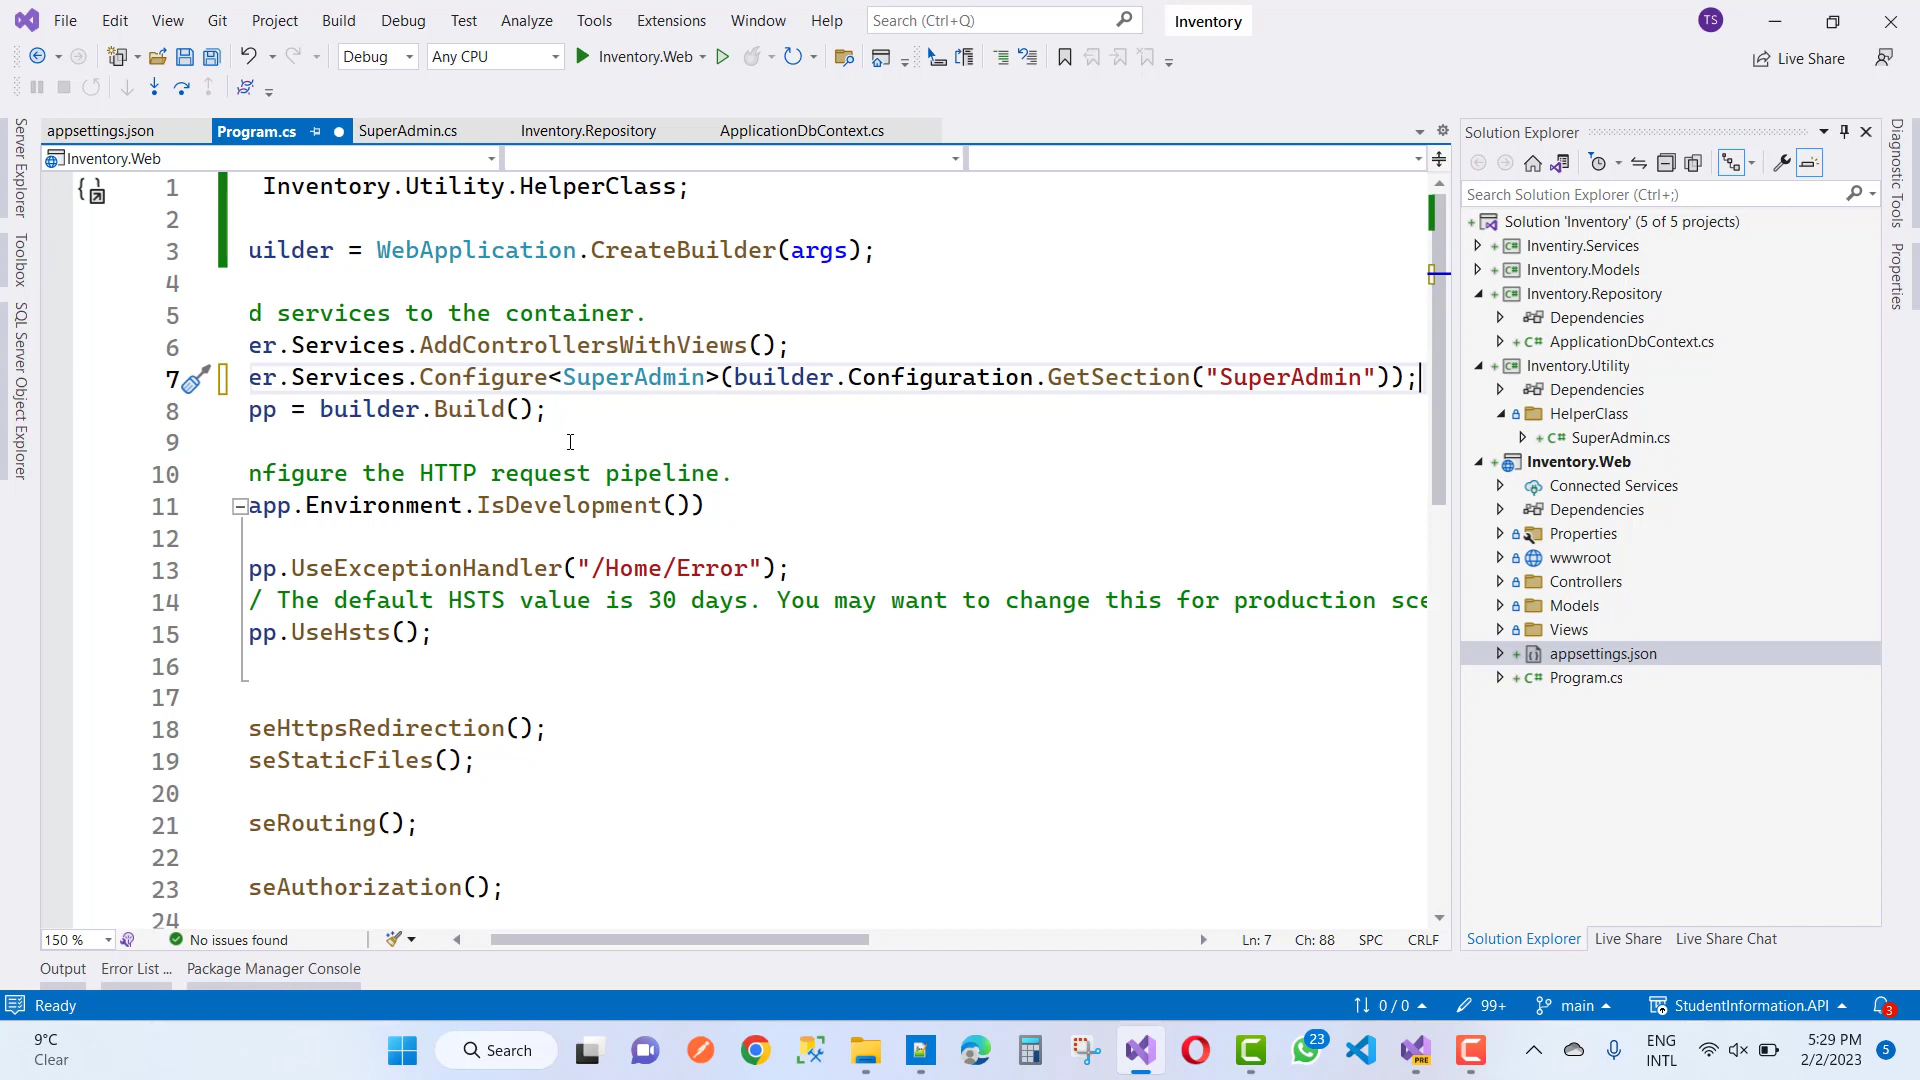 File Edit View Git Project Build Debug Test Analyze Tools Extensions Window Help Search (Ctrl+Q) Inventory TS
Debug Any CPU Inventory.Web Live Share
appsettings.json Program.cs SuperAdmin.cs Inventory.Repository ApplicationDbContext.cs
Inventory.Web
1 Inventory.Utility.HelperClass;
2
3 uilder = WebApplication.CreateBuilder(args);
4
5 d services to the container.
6 er.Services.AddControllersWithViews();
7 er.Services.Configure<SuperAdmin>(builder.Configuration.GetSection("SuperAdmin"));
8 pp = builder.Build();
9
10 nfigure the HTTP request pipeline.
11 app.Environment.IsDevelopment())
12
13 pp.UseExceptionHandler("/Home/Error");
14 / The default HSTS value is 30 days. You may want to change this for production sce
15 pp.UseHsts();
16
17
18 seHttpsRedirection();
19 seStaticFiles();
20
21 seRouting();
22
23 seAuthorization();
24
150 % No issues found Ln: 7 Ch: 88 SPC CRLF
Output Error List ... Package Manager Console
Server Explorer
Toolbox
SQL Server Object Explorer
Solution Explorer
Search Solution Explorer (Ctrl+;)
Solution 'Inventory' (5 of 5 projects)
Inventiry.Services
Inventory.Models
Inventory.Repository
Dependencies
ApplicationDbContext.cs
Inventory.Utility
Dependencies
HelperClass
SuperAdmin.cs
Inventory.Web
Connected Services
Dependencies
Properties
wwwroot
Controllers
Models
Views
appsettings.json
Program.cs
Solution Explorer Live Share Live Share Chat
Diagnostic Tools
Properties
Ready 0 / 0 99+ main StudentInformation.API 3
9°C
Clear
Search
PRE
23
ENG
INTL
5:29 PM
2/2/2023
5